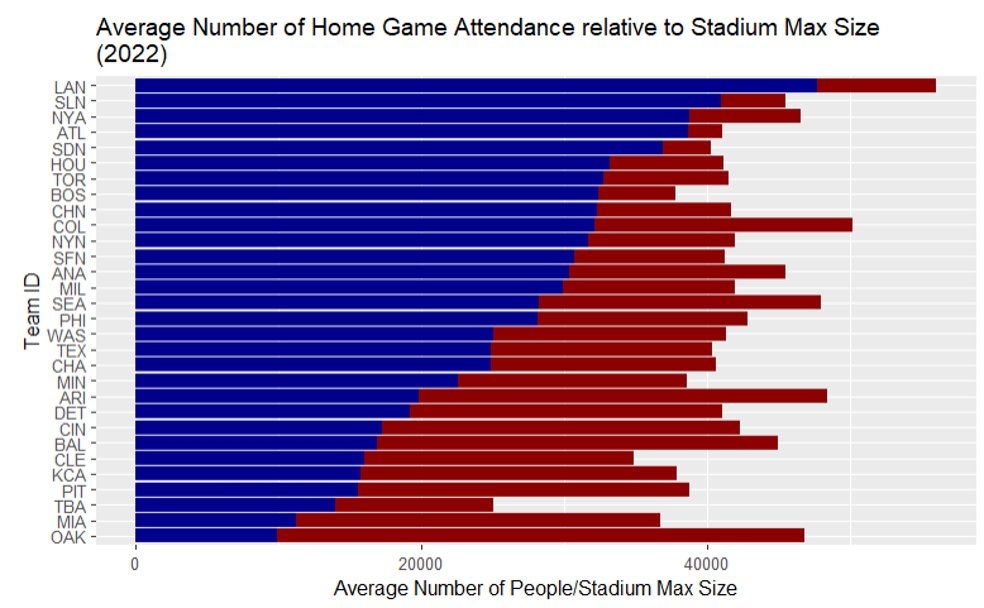 Average Number of Home Game Attendance relative to Stadium Max Size
(2022)
LAN
SLN
NYA
ATL
SDN
HOU
TOR
BOS
CHN
COL
NYN
SFN
ANA
MIL
SEA
PHI
WAS
TEX
CHA
MIN
ARI
DET
CIN
BAL
CLE
KCA
PIT
TBA
MIA
OAK
Team ID
0 20000 40000
Average Number of People/Stadium Max Size